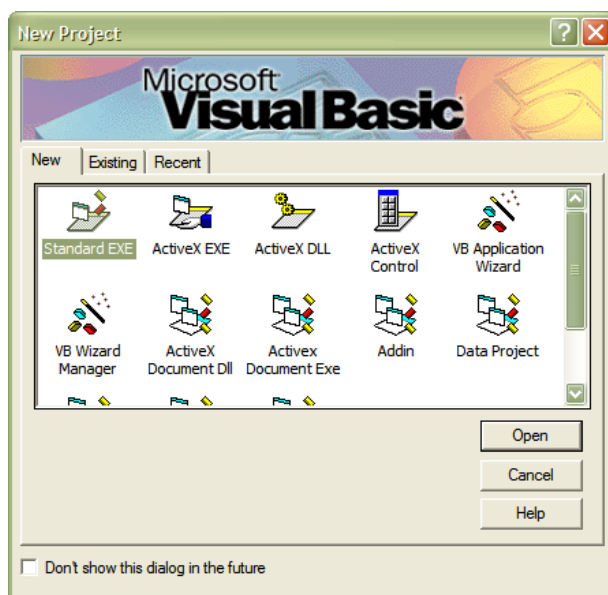 New Project
Microsoft
Visual Basic
New Existing Recent
Standard EXE ActiveX EXE ActiveX DLL ActiveX Control VB Application Wizard
VB Wizard Manager ActiveX Document Dll Activex Document Exe Addin Data Project
Open
Cancel
Help
Don't show this dialog in the future